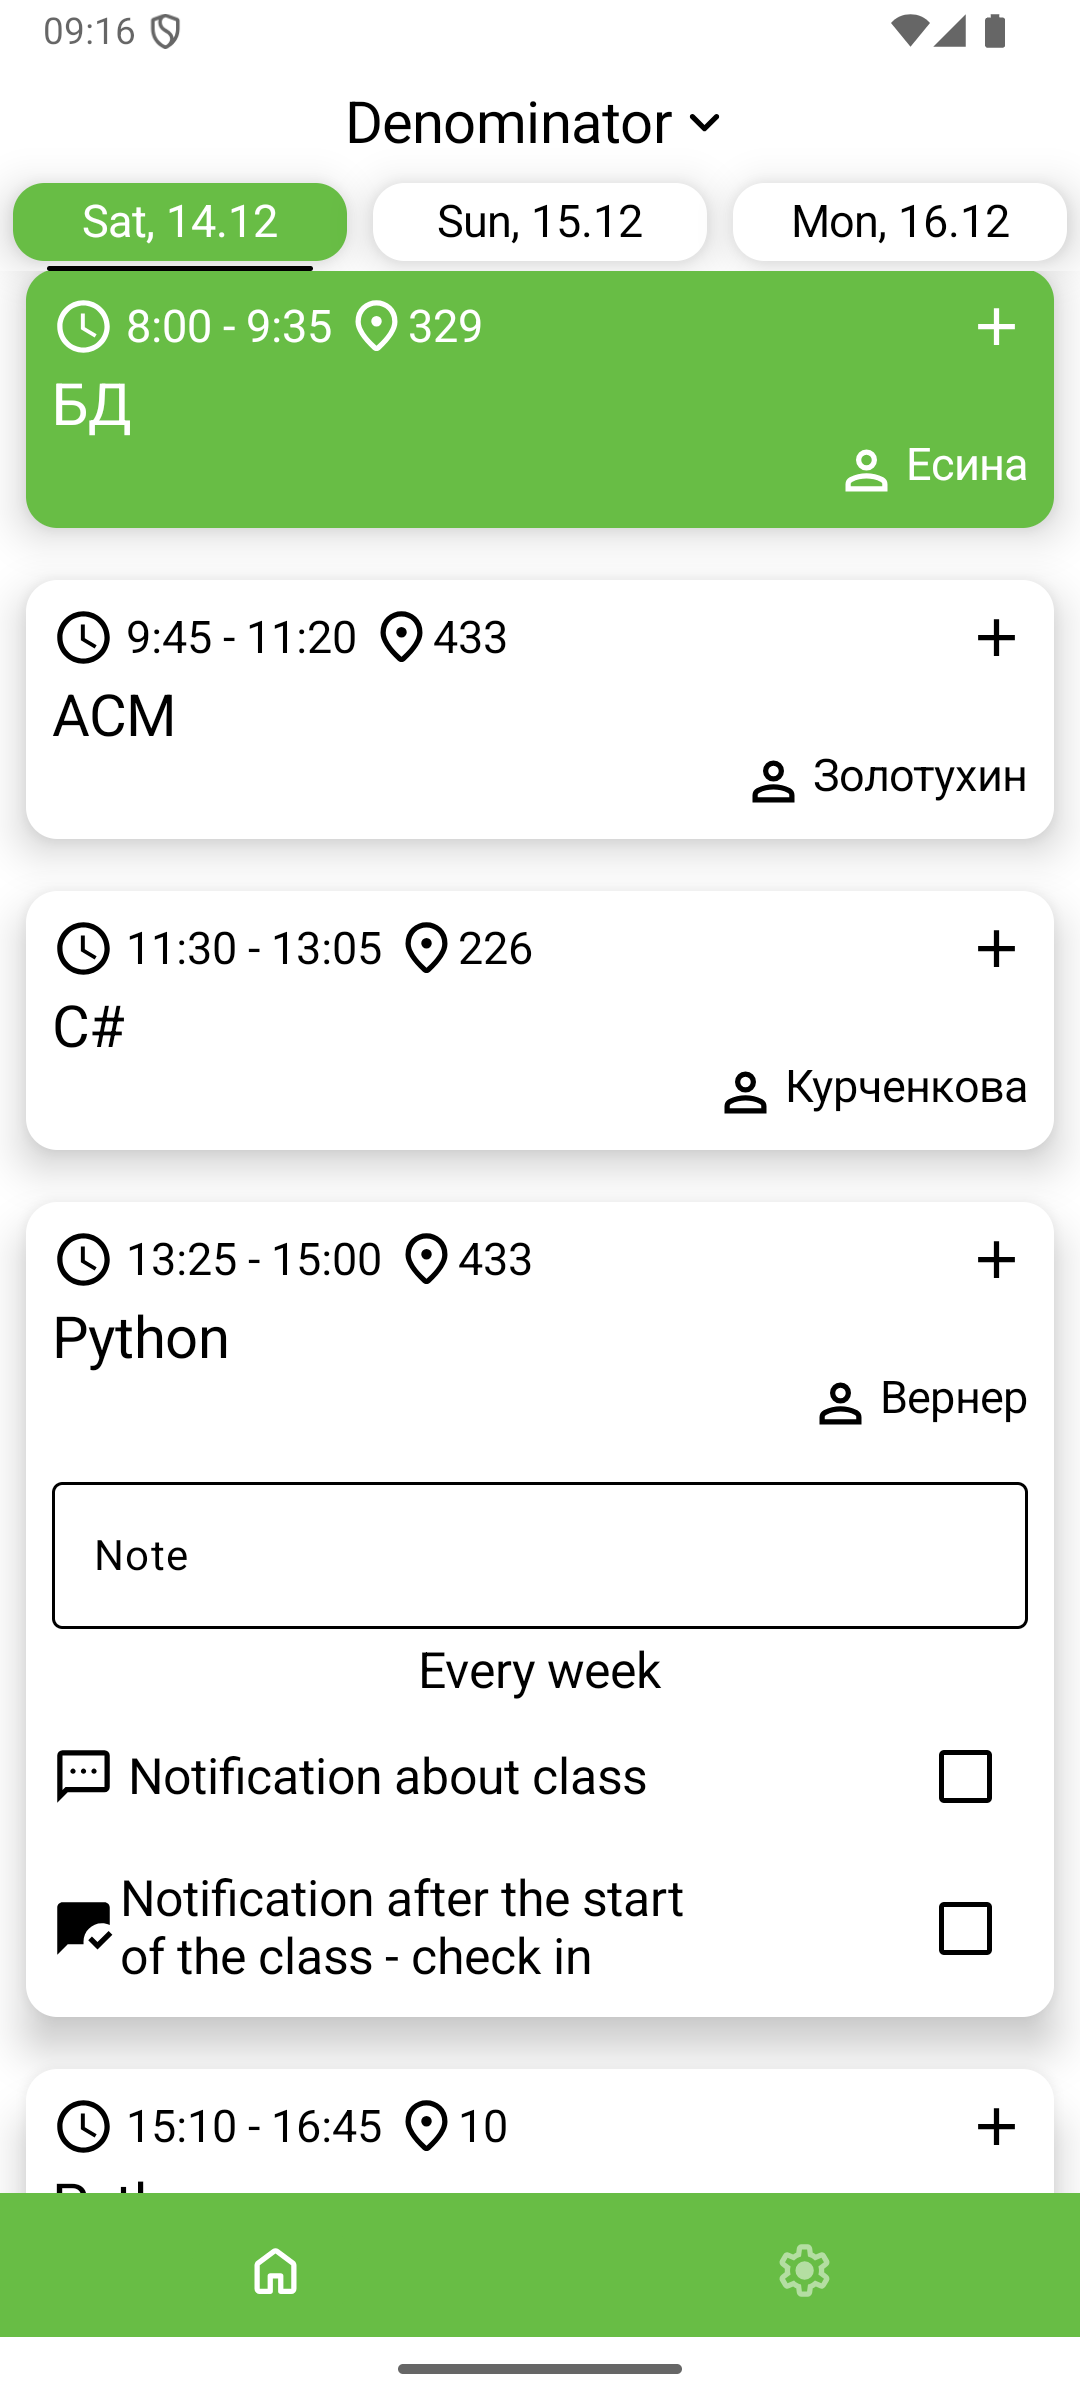 09:16
Denominator
Sat, 14.12 Sun, 15.12 Mon, 16.12
8:00 - 9:35 329
БД
Есина
9:45 - 11:20 433
АСМ
Золотухин
11:30 - 13:05 226
C#
Курченкова
13:25 - 15:00 433
Python
Вернер
Note
Every week
Notification about class
Notification after the start
of the class - check in
15:10 - 16:45 10